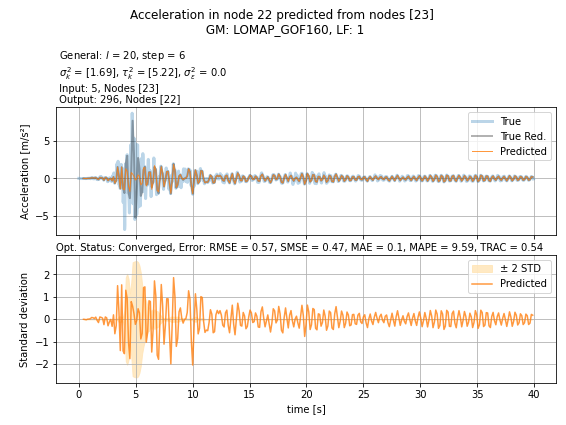 Acceleration in node 22 predicted from nodes [23]
GM: LOMAP_GOF160, LF: 1
General: l = 20, step = 6
σ²ₖ = [1.69], τ²ₖ = [5.22], σ²ε = 0.0
Input: 5, Nodes [23]
Output: 296, Nodes [22]
Acceleration [m/s²]
5
0
−5
True
True Red.
Predicted
Opt. Status: Converged, Error: RMSE = 0.57, SMSE = 0.47, MAE = 0.1, MAPE = 9.59, TRAC = 0.54
Standard deviation
2
1
0
−1
−2
± 2 STD
Predicted
0 5 10 15 20 25 30 35 40
time [s]